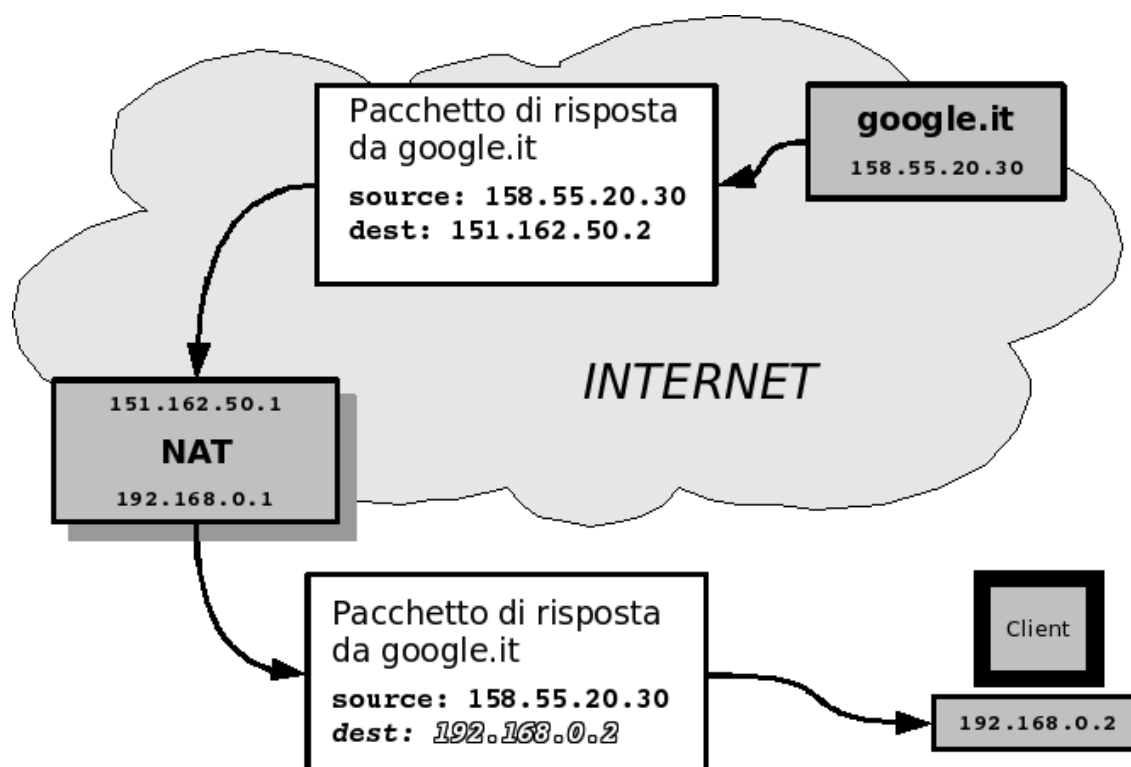 Pacchetto di risposta
da google.it
source: 158.55.20.30
dest: 151.162.50.2
google.it
158.55.20.30
INTERNET
151.162.50.1
NAT
192.168.0.1
Pacchetto di risposta
da google.it
source: 158.55.20.30
dest: 192.168.0.2
Client
192.168.0.2